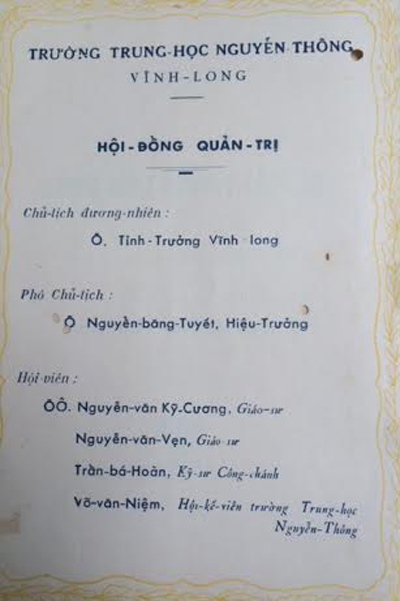 TRƯỜNG TRUNG-HỌC NGUYỄN-THÔNG
VĨNH-LONG
HỘI-ĐỒNG QUẢN-TRỊ
Chủ-tịch đương-nhiên :
Ô. Tỉnh-Trưởng Vĩnh long
Phó Chủ-tịch :
Ô Nguyễn-băng-Tuyết, Hiệu-Trưởng
Hội-viên :
ÔÔ. Nguyễn-văn Kỹ-Cương, Giáo-sư
Nguyễn-văn-Vẹn, Giáo sư
Trần-bá-Hoàn, Kỹ-sư Công-chánh
Võ-văn-Niệm, Hội-kế-viên trường Trung-học
Nguyễn-Thông